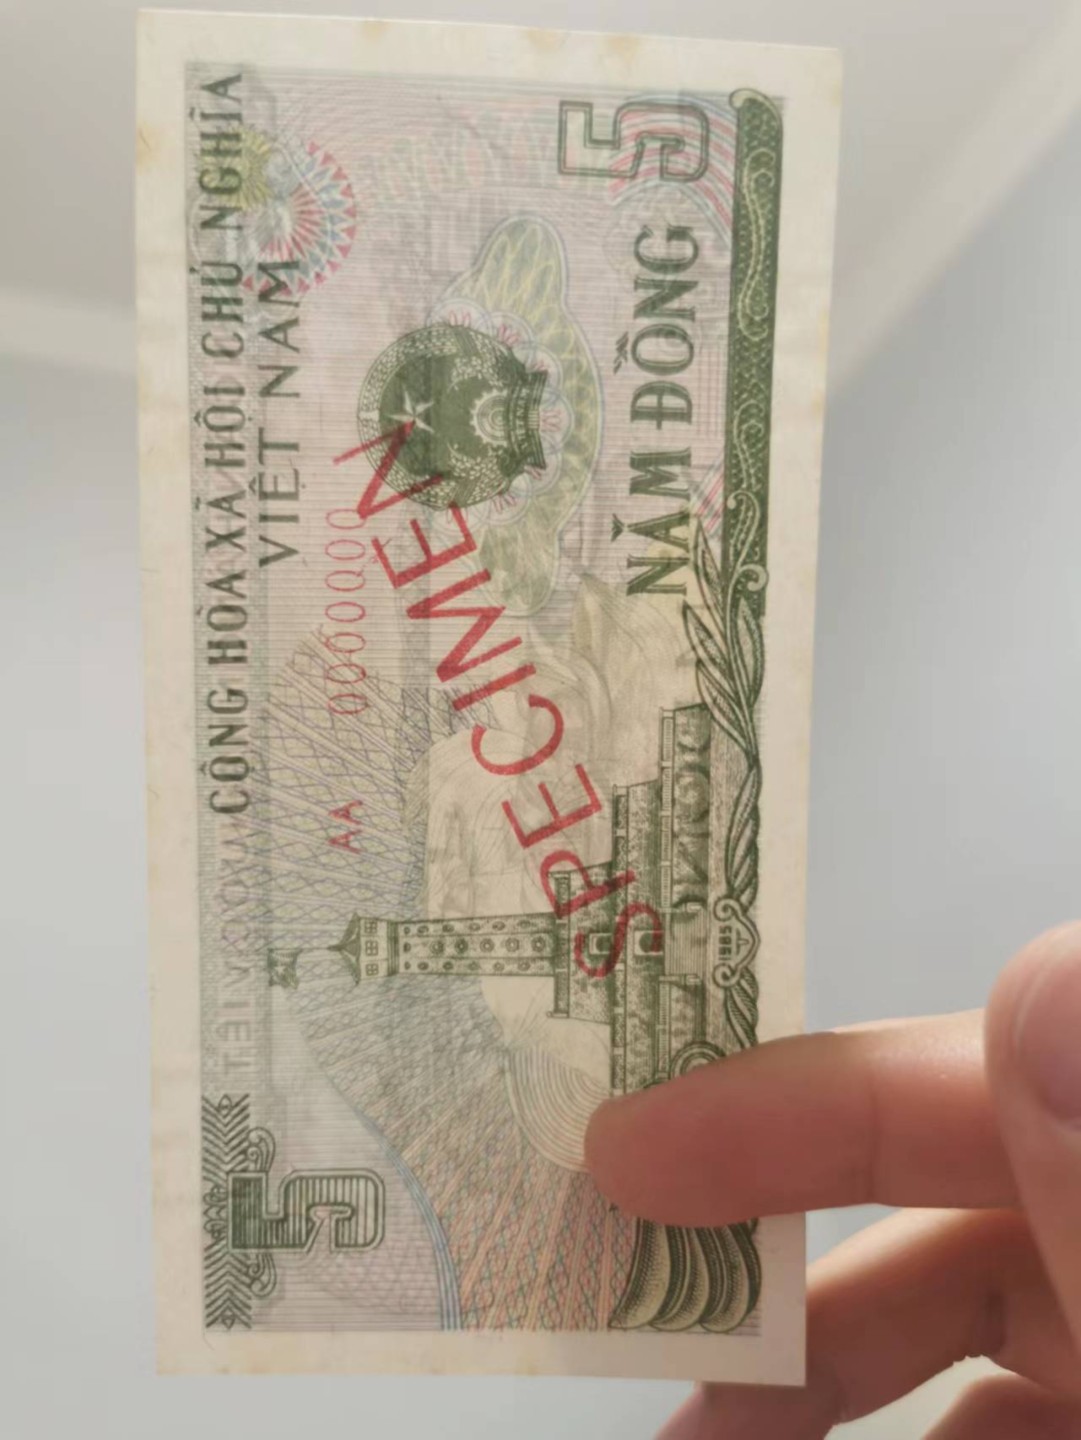 CỘNG HÒA XÃ HỘI CHỦ NGHĨA
VIỆT NAM
AA 0000000
SPECIMEN
NĂM ĐỒNG
5
5
1985